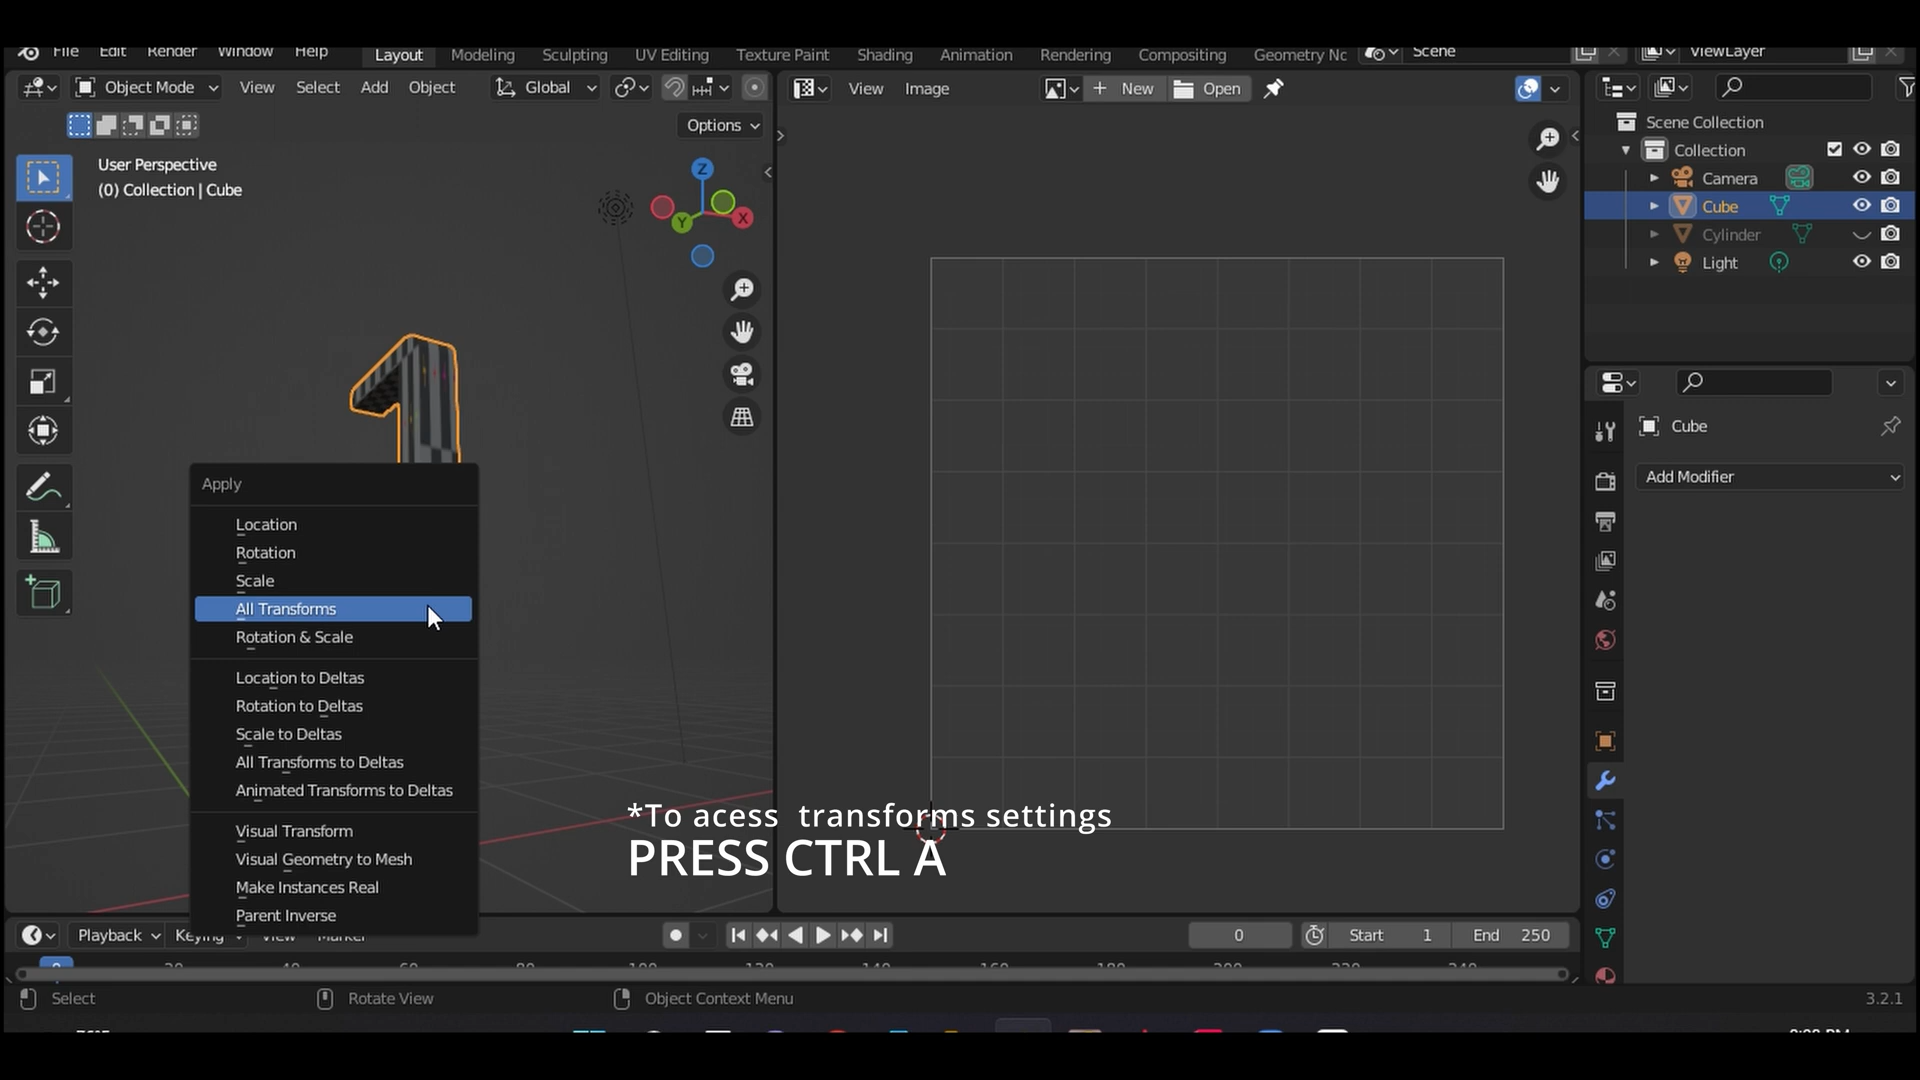 File Edit Render Window Help Layout Modeling Sculpting UV Editing Texture Paint Shading Animation Rendering Compositing Geometry Nc Scene ViewLayer
Object Mode View Select Add Object Global View Image New Open
Options
User Perspective
(0) Collection | Cube
Z
X
Y
Scene Collection
Collection
Camera
Cube
Cylinder
Light
Cube
Add Modifier
Apply
Location
Rotation
Scale
All Transforms
Rotation & Scale
Location to Deltas
Rotation to Deltas
Scale to Deltas
All Transforms to Deltas
Animated Transforms to Deltas
Visual Transform
Visual Geometry to Mesh
Make Instances Real
Parent Inverse
*To acess  transforms settings
PRESS CTRL A
Playback Keying View Marker 0 Start 1 End 250
Select Rotate View Object Context Menu 3.2.1